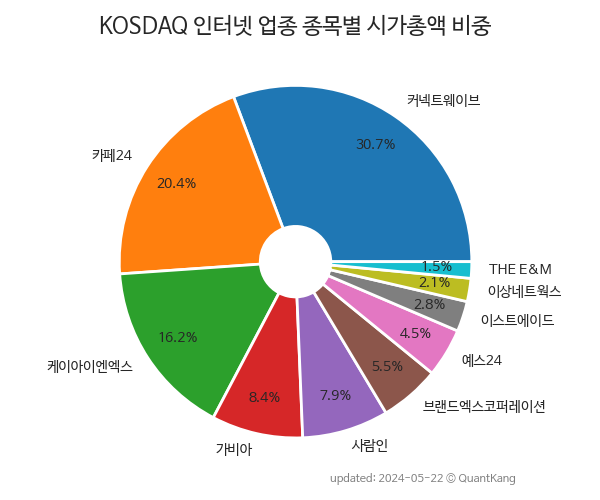 KOSDAQ 인터넷 업종 종목별 시가총액 비중
커넥트웨이브
30.7%
카페24
20.4%
케이아이엔엑스
16.2%
가비아
8.4%
사람인
7.9%
브랜드엑스코퍼레이션
5.5%
예스24
4.5%
이스트에이드
2.8%
이상네트웍스
2.1%
THE E&M
1.5%
updated: 2024-05-22 © QuantKang